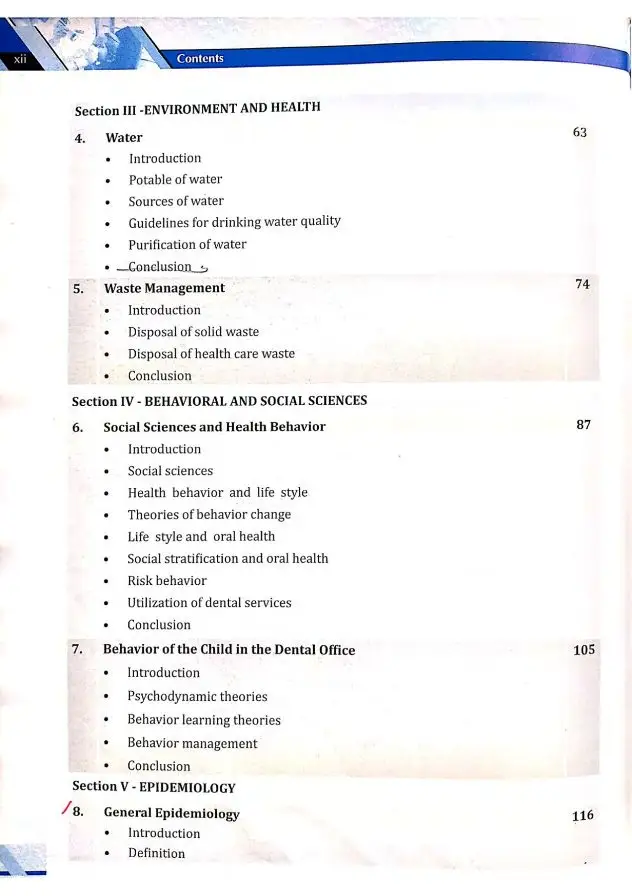 xii
Contents
Section III -ENVIRONMENT AND HEALTH
4. Water 63
• Introduction
• Potable of water
• Sources of water
• Guidelines for drinking water quality
• Purification of water
• Conclusion
5. Waste Management 74
• Introduction
• Disposal of solid waste
• Disposal of health care waste
• Conclusion
Section IV - BEHAVIORAL AND SOCIAL SCIENCES
6. Social Sciences and Health Behavior 87
• Introduction
• Social sciences
• Health behavior and life style
• Theories of behavior change
• Life style and oral health
• Social stratification and oral health
• Risk behavior
• Utilization of dental services
• Conclusion
7. Behavior of the Child in the Dental Office 105
• Introduction
• Psychodynamic theories
• Behavior learning theories
• Behavior management
• Conclusion
Section V - EPIDEMIOLOGY
8. General Epidemiology 116
• Introduction
• Definition